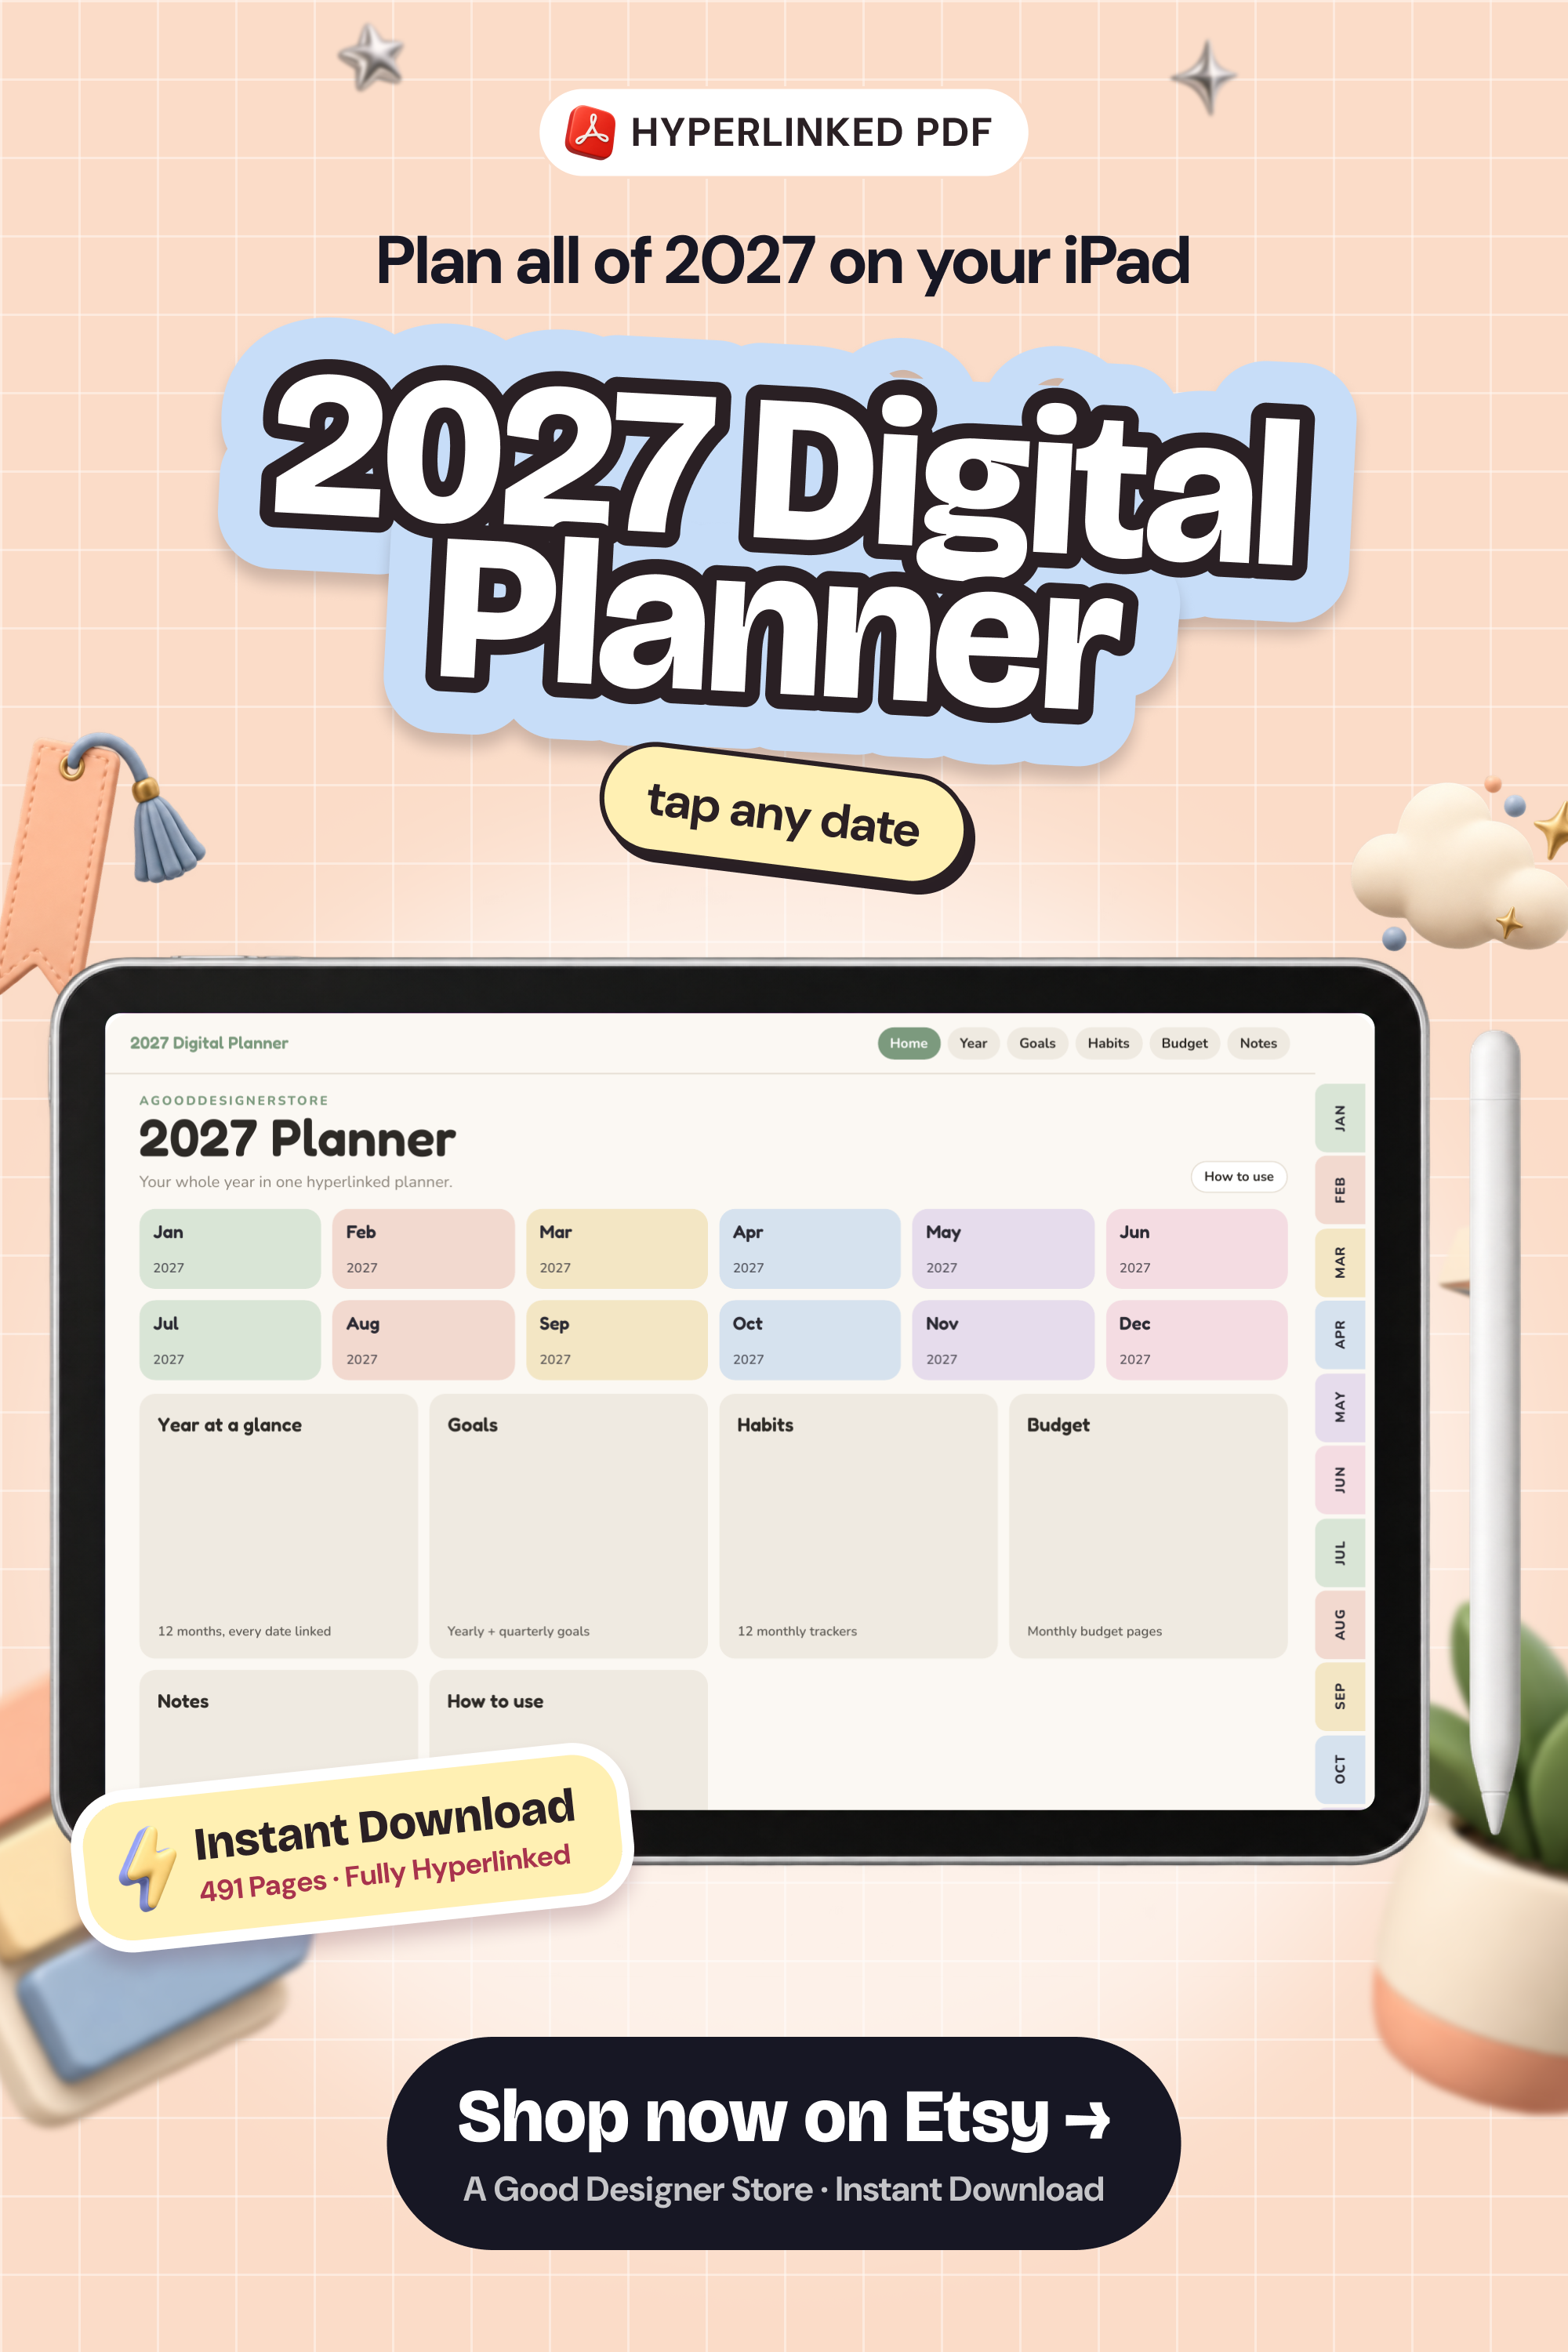 HYPERLINKED PDF
Plan all of 2027 on your iPad
2027 Digital
Planner
tap any date
2027 Digital Planner
Home Year Goals Habits Budget Notes
AGOODDESIGNERSTORE
2027 Planner
Your whole year in one hyperlinked planner.
How to use
Jan Feb Mar Apr May Jun
2027 2027 2027 2027 2027 2027
Jul Aug Sep Oct Nov Dec
2027 2027 2027 2027 2027 2027
Year at a glance Goals Habits Budget
12 months, every date linked Yearly + quarterly goals 12 monthly trackers Monthly budget pages
Notes How to use
JAN
FEB
MAR
APR
MAY
JUN
JUL
AUG
SEP
OCT
Instant Download
491 Pages · Fully Hyperlinked
Shop now on Etsy →
A Good Designer Store · Instant Download